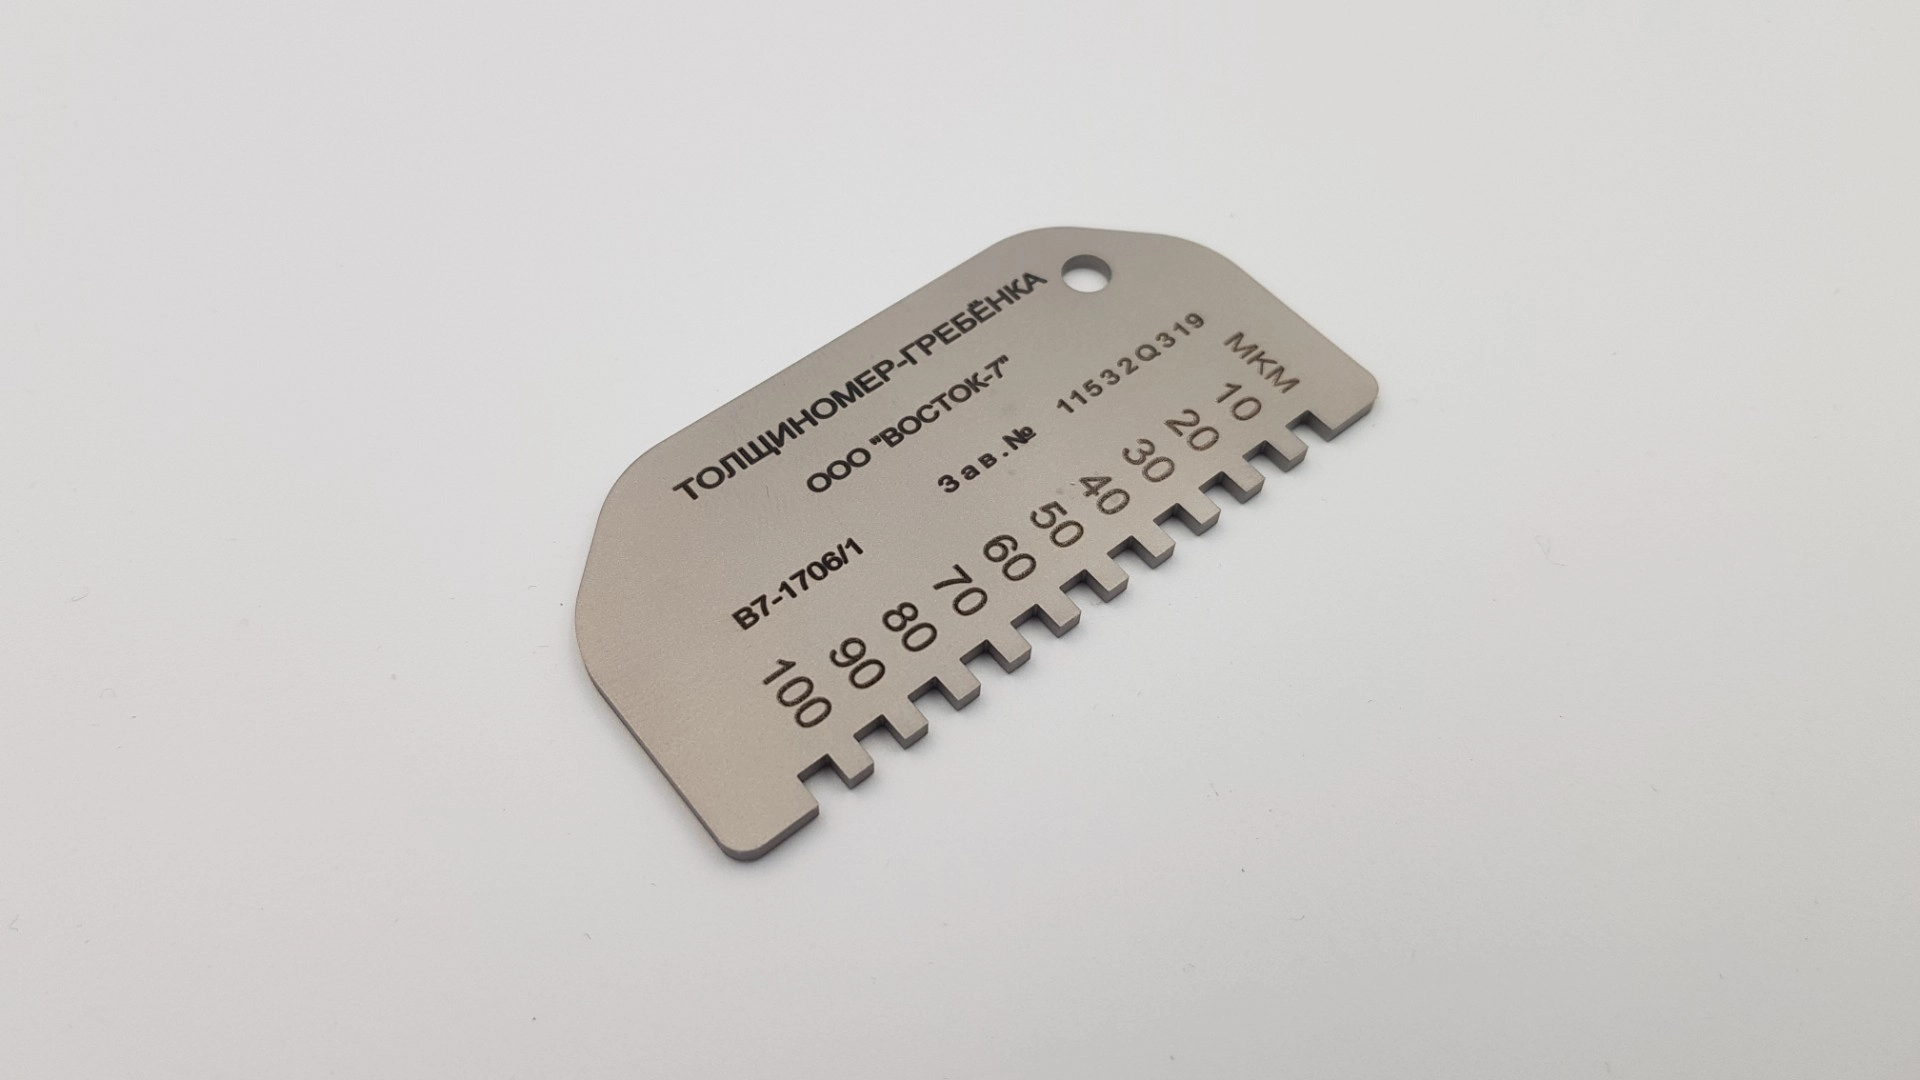 ТОЛЩИНОМЕР-ГРЕБЁНКА
ООО "ВОСТОК-7"
Зав.№ 11532Q319
В7-1706/1
МКМ
100 90 80 70 60 50 40 30 20 10